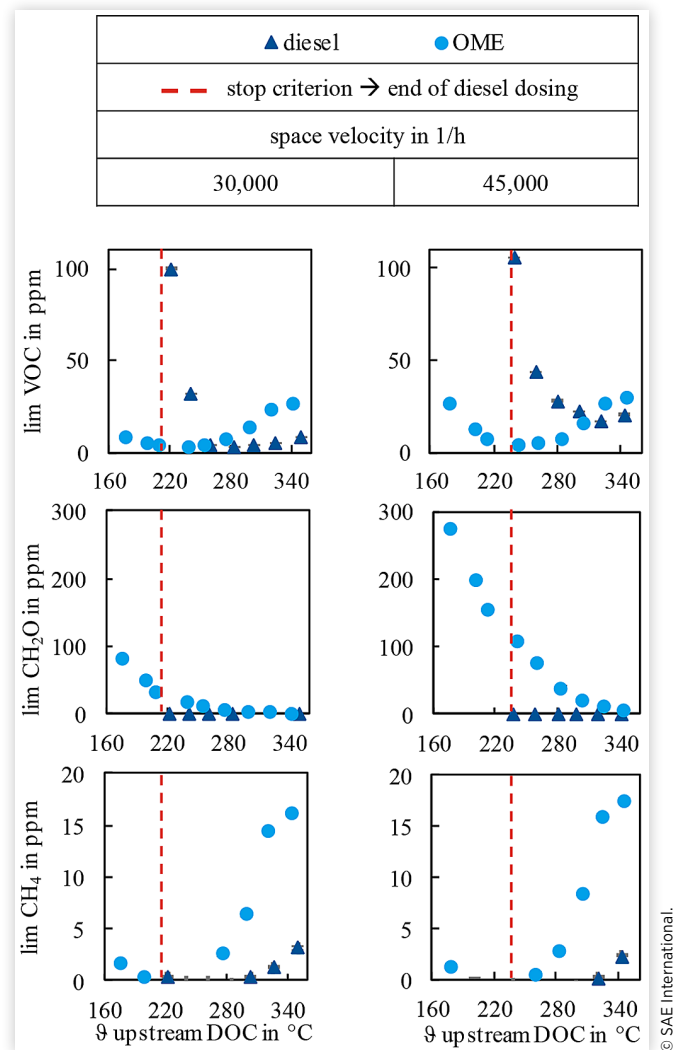 diesel OME
stop criterion → end of diesel dosing
space velocity in 1/h
30,000 45,000
lim VOC in ppm
100
50
0
160 220 280 340
100
50
0
160 220 280 340
lim CH₂O in ppm
300
200
100
0
160 220 280 340
300
200
100
0
160 220 280 340
lim CH₄ in ppm
20
15
10
5
0
160 220 280 340
20
15
10
5
0
160 220 280 340
ϑ upstream DOC in °C ϑ upstream DOC in °C
© SAE International.